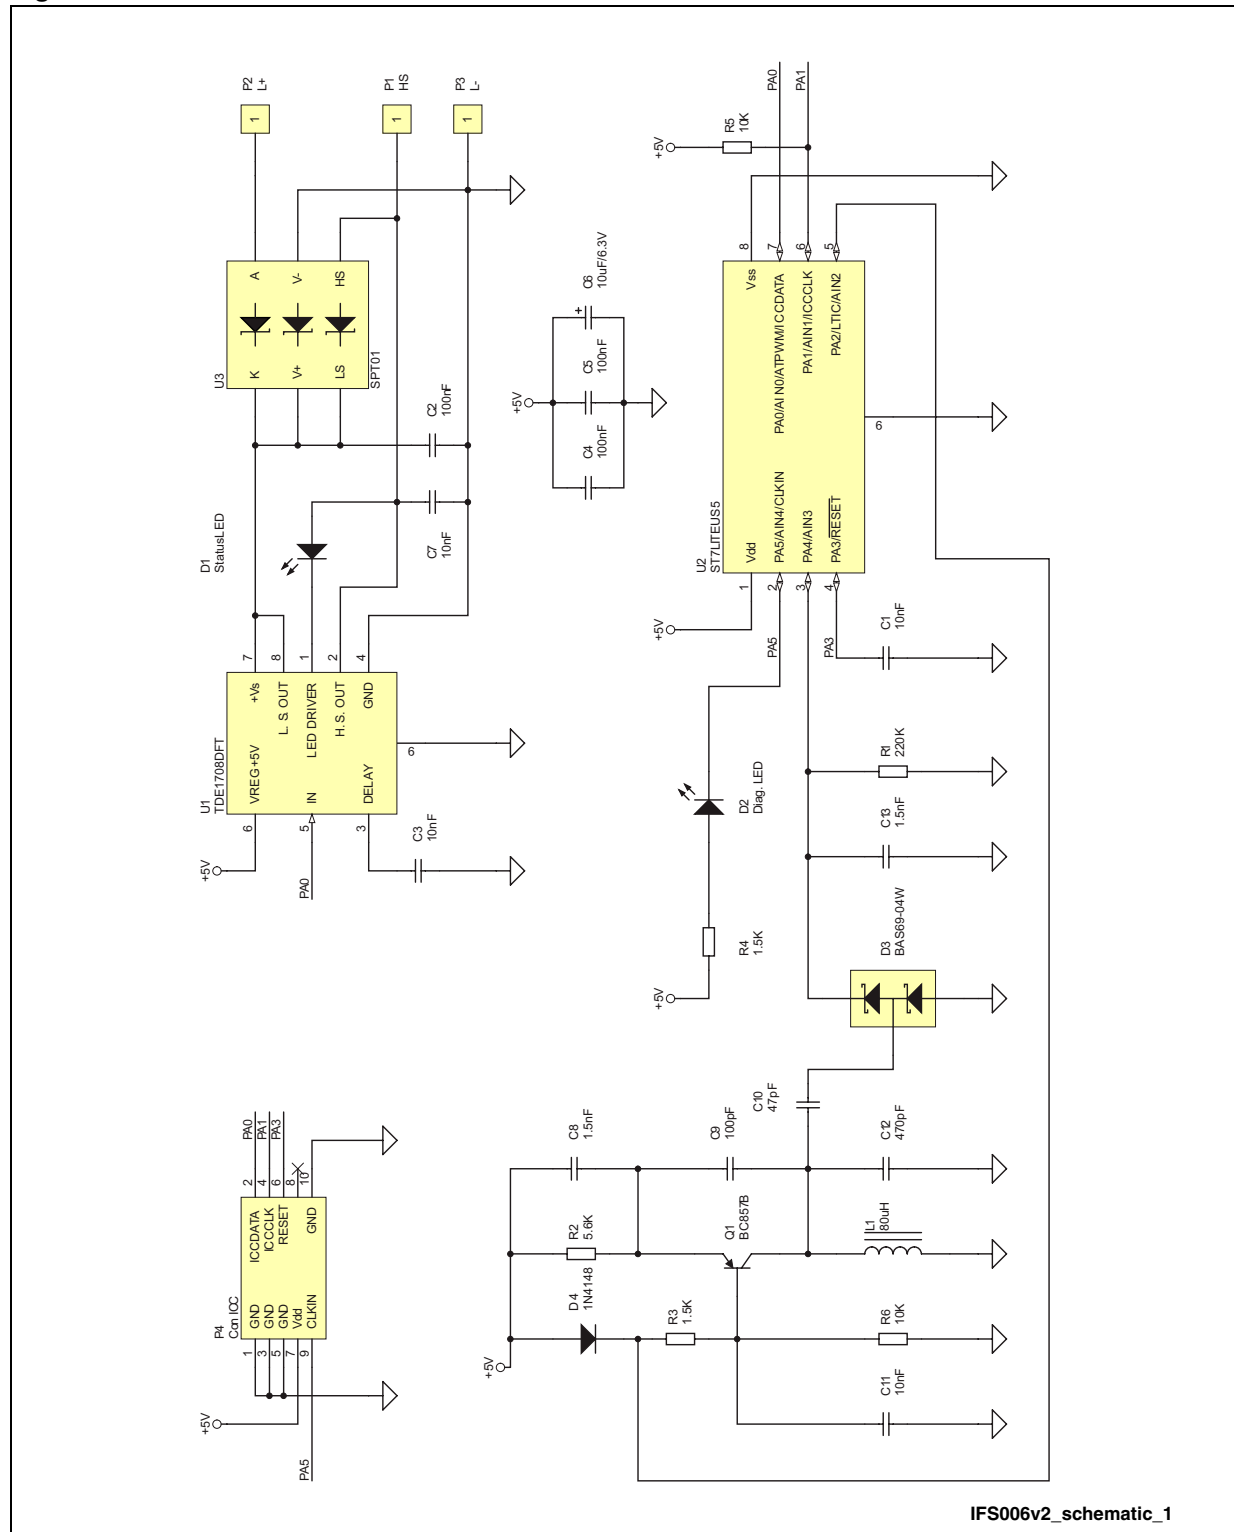 P2
L+
1
P1
HS
1
P3
L-
1
U3
SPT01
K
A
V+
V-
LS
HS
C2
100nF
C7
10nF
D1
StatusLED
U1
TDE1708DFT
VREG+5V
+Vs
L. S. OUT
IN
LED DRIVER
H. S. OUT
DELAY
GND
6
5
3
7
8
1
2
4
6
+5V
PA0
C3
10nF
P4
Con ICC
GND
GND
GND
Vdd
CLKIN
ICCDATA
ICCCLK
RESET
GND
1
3
5
7
9
2
4
6
8
10
PA0
PA1
PA3
+5V
PA5
+5V
C4
100nF
C5
100nF
C6
10uF/6.3V
+
PA0
PA1
R5
10K
+5V
U2
ST7LITEUS5
Vdd
Vss
PA5/AIN4/CLKIN
PA0/AIN0/ATPWM/ICCDATA
PA4/AIN3
PA1/AIN1/ICCCLK
PA3/RESET
PA2/LTIC/AIN2
1
2
3
4
8
7
6
5
6
+5V
PA5
PA3
C1
10nF
D2
Diag. LED
R1
220K
C13
1.5nF
R4
1.5K
+5V
D3
BAS69-04W
C10
47pF
C8
1.5nF
C9
100pF
C12
470pF
R2
5.6K
Q1
BC857B
L1
80uH
D4
1N4148
R3
1.5K
R6
10K
C11
10nF
+5V
IFS006v2_schematic_1